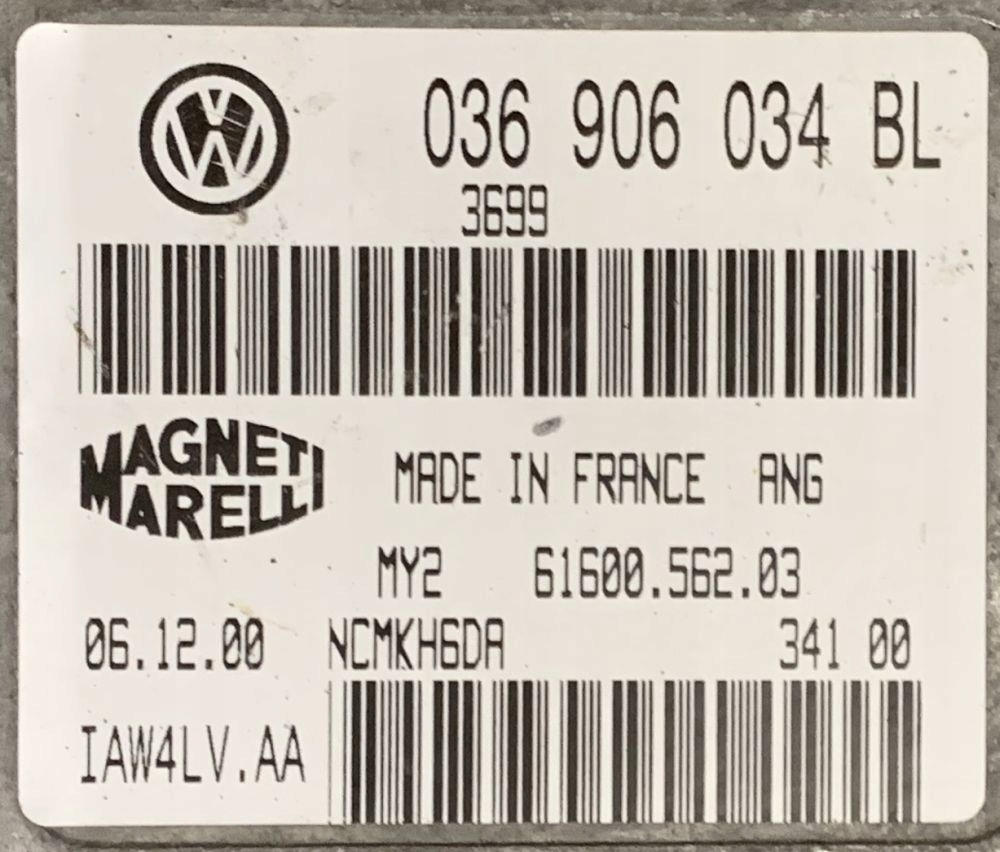 036 906 034 BL
3699
MAGNETI
MARELLI
MADE IN FRANCE ANG
MY2 61600.562.03
06.12.00 NCMKH6DA 341 00
IAW4LV.AA